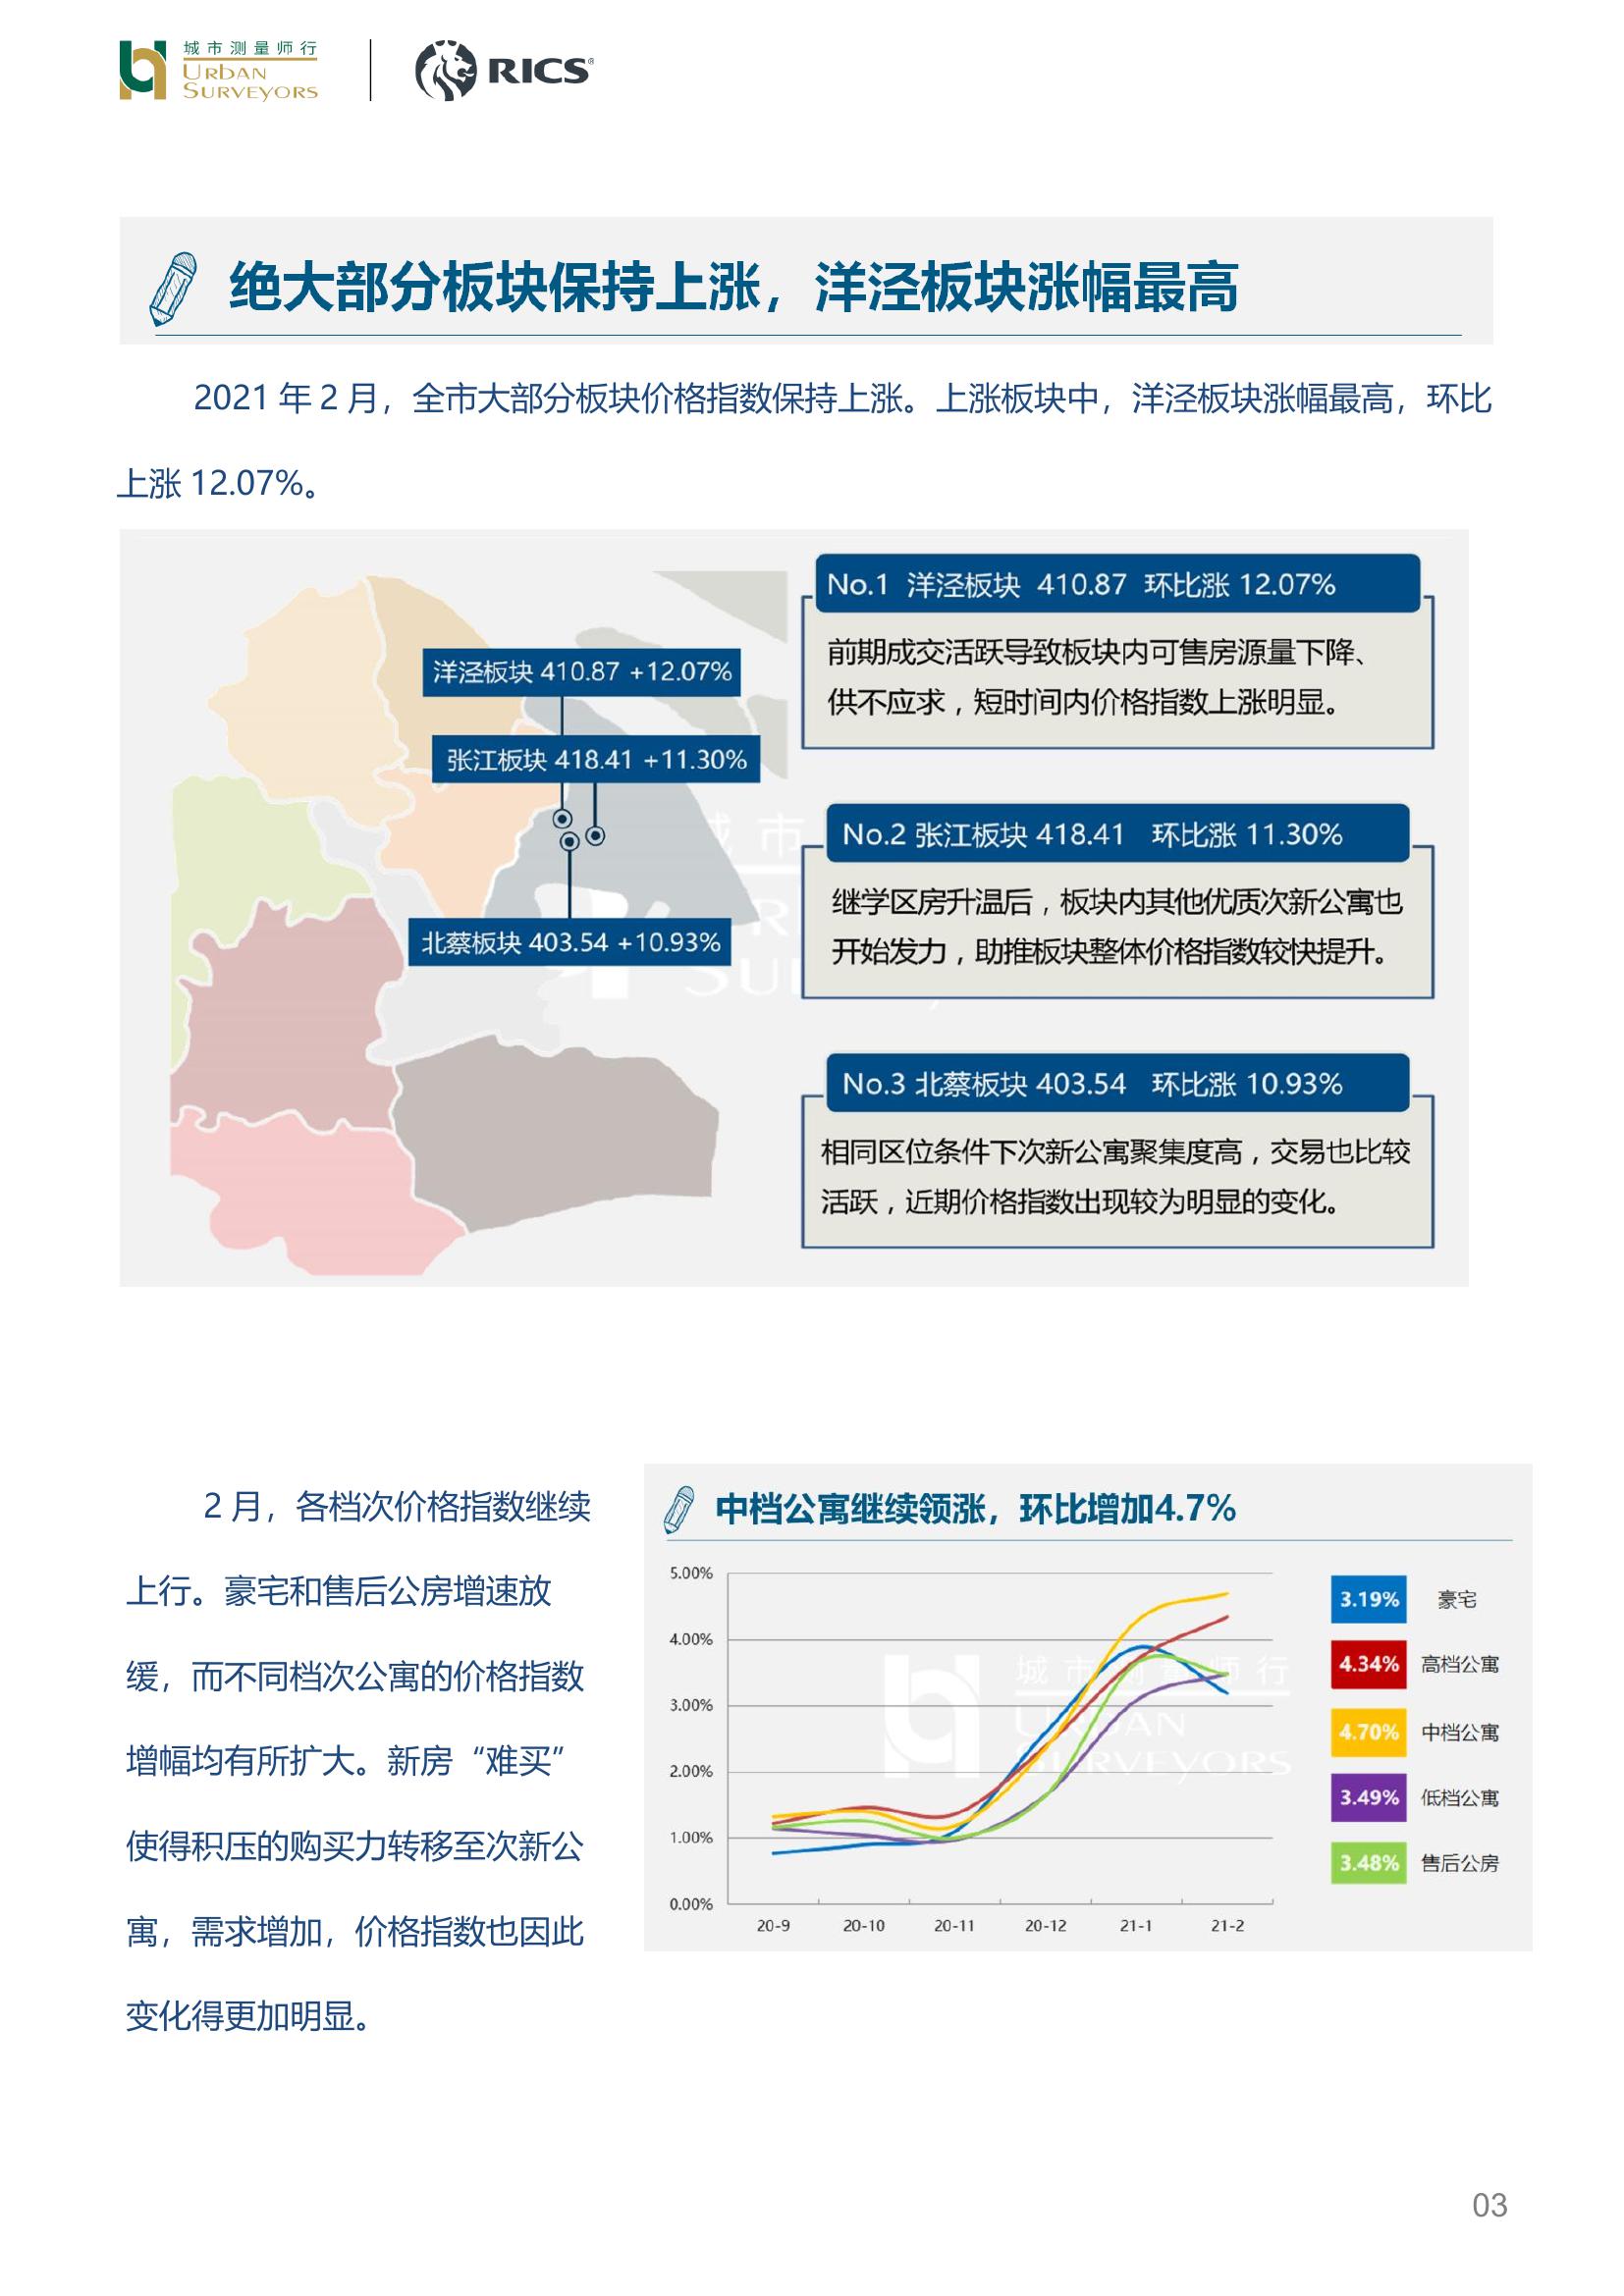 城市测量师行
URBAN
SURVEYORS
RICS®
绝大部分板块保持上涨，洋泾板块涨幅最高
2021 年 2 月，全市大部分板块价格指数保持上涨。上涨板块中，洋泾板块涨幅最高，环比
上涨 12.07%。
洋泾板块 410.87 +12.07%
张江板块 418.41 +11.30%
北蔡板块 403.54 +10.93%
No.1 洋泾板块 410.87 环比涨 12.07%
前期成交活跃导致板块内可售房源量下降、
供不应求，短时间内价格指数上涨明显。
No.2 张江板块 418.41 环比涨 11.30%
继学区房升温后，板块内其他优质次新公寓也
开始发力，助推板块整体价格指数较快提升。
No.3 北蔡板块 403.54 环比涨 10.93%
相同区位条件下次新公寓聚集度高，交易也比较
活跃，近期价格指数出现较为明显的变化。
2 月，各档次价格指数继续
上行。豪宅和售后公房增速放
缓，而不同档次公寓的价格指数
增幅均有所扩大。新房“难买”
使得积压的购买力转移至次新公
寓，需求增加，价格指数也因此
变化得更加明显。
中档公寓继续领涨，环比增加4.7%
5.00%
4.00%
3.00%
2.00%
1.00%
0.00%
20-9 20-10 20-11 20-12 21-1 21-2
城市测量师行
URBAN
SURVEYORS
3.19% 豪宅
4.34% 高档公寓
4.70% 中档公寓
3.49% 低档公寓
3.48% 售后公房
03